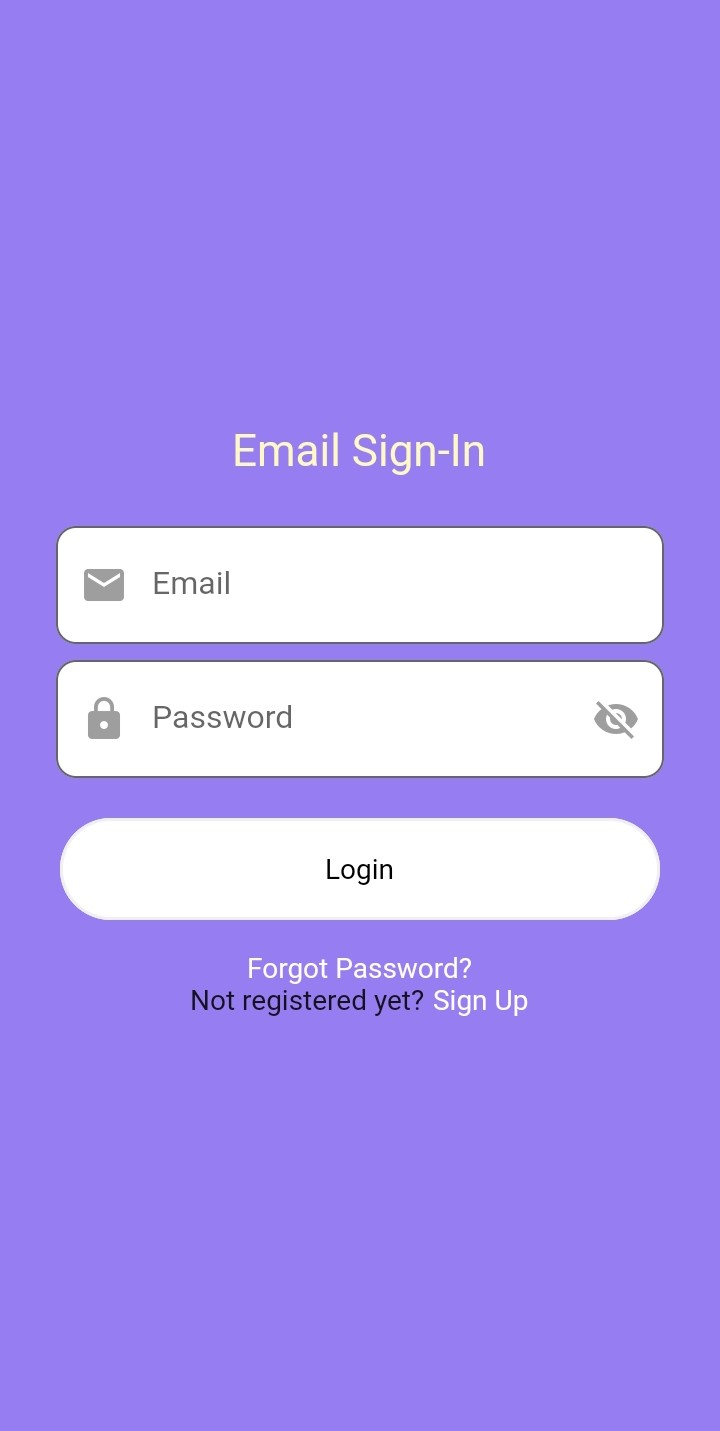 Email Sign-In
Email
Password
Login
Forgot Password?
Not registered yet? Sign Up